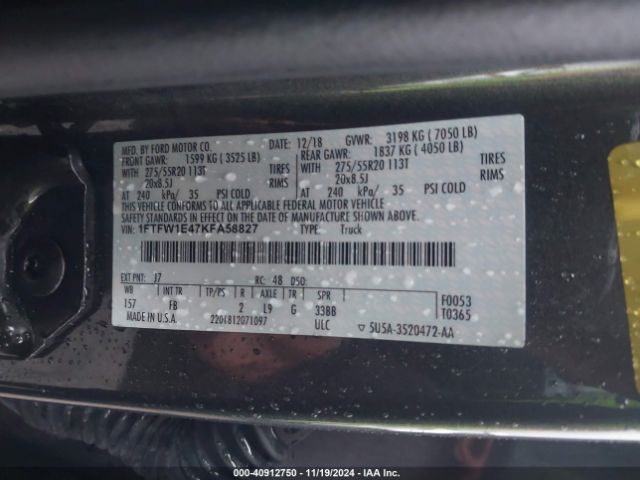 MFD. BY FORD MOTOR CO. 12/18 GVWR: 3198 KG ( 7050 LB)
FRONT GAWR: 1599 KG ( 3525 LB) REAR GAWR: 1837 KG ( 4050 LB)
WITH 275/55R20 113T TIRES WITH 275/55R20 113T TIRES
20x8.5J RIMS 20x8.5J RIMS
AT 240 kPa/ 35 PSI COLD AT 240 kPa/ 35 PSI COLD
THIS VEHICLE CONFORMS TO ALL APPLICABLE FEDERAL MOTOR VEHICLE
SAFETY STANDARDS IN EFFECT ON THE DATE OF MANUFACTURE SHOWN ABOVE.
VIN: 1FTFW1E47KFA58827 TYPE: Truck
EXT PNT: J7 RC: 48 DSO:
WB INT TR TP/PS R AXLE TR SPR F0053
157 FB 2 L9 G 33BB T0365
MADE IN U.S.A. 220LB12071097 ULC ▽ 5U5A-3520472-AA
000-40912750 - 11/19/2024 - IAA Inc.